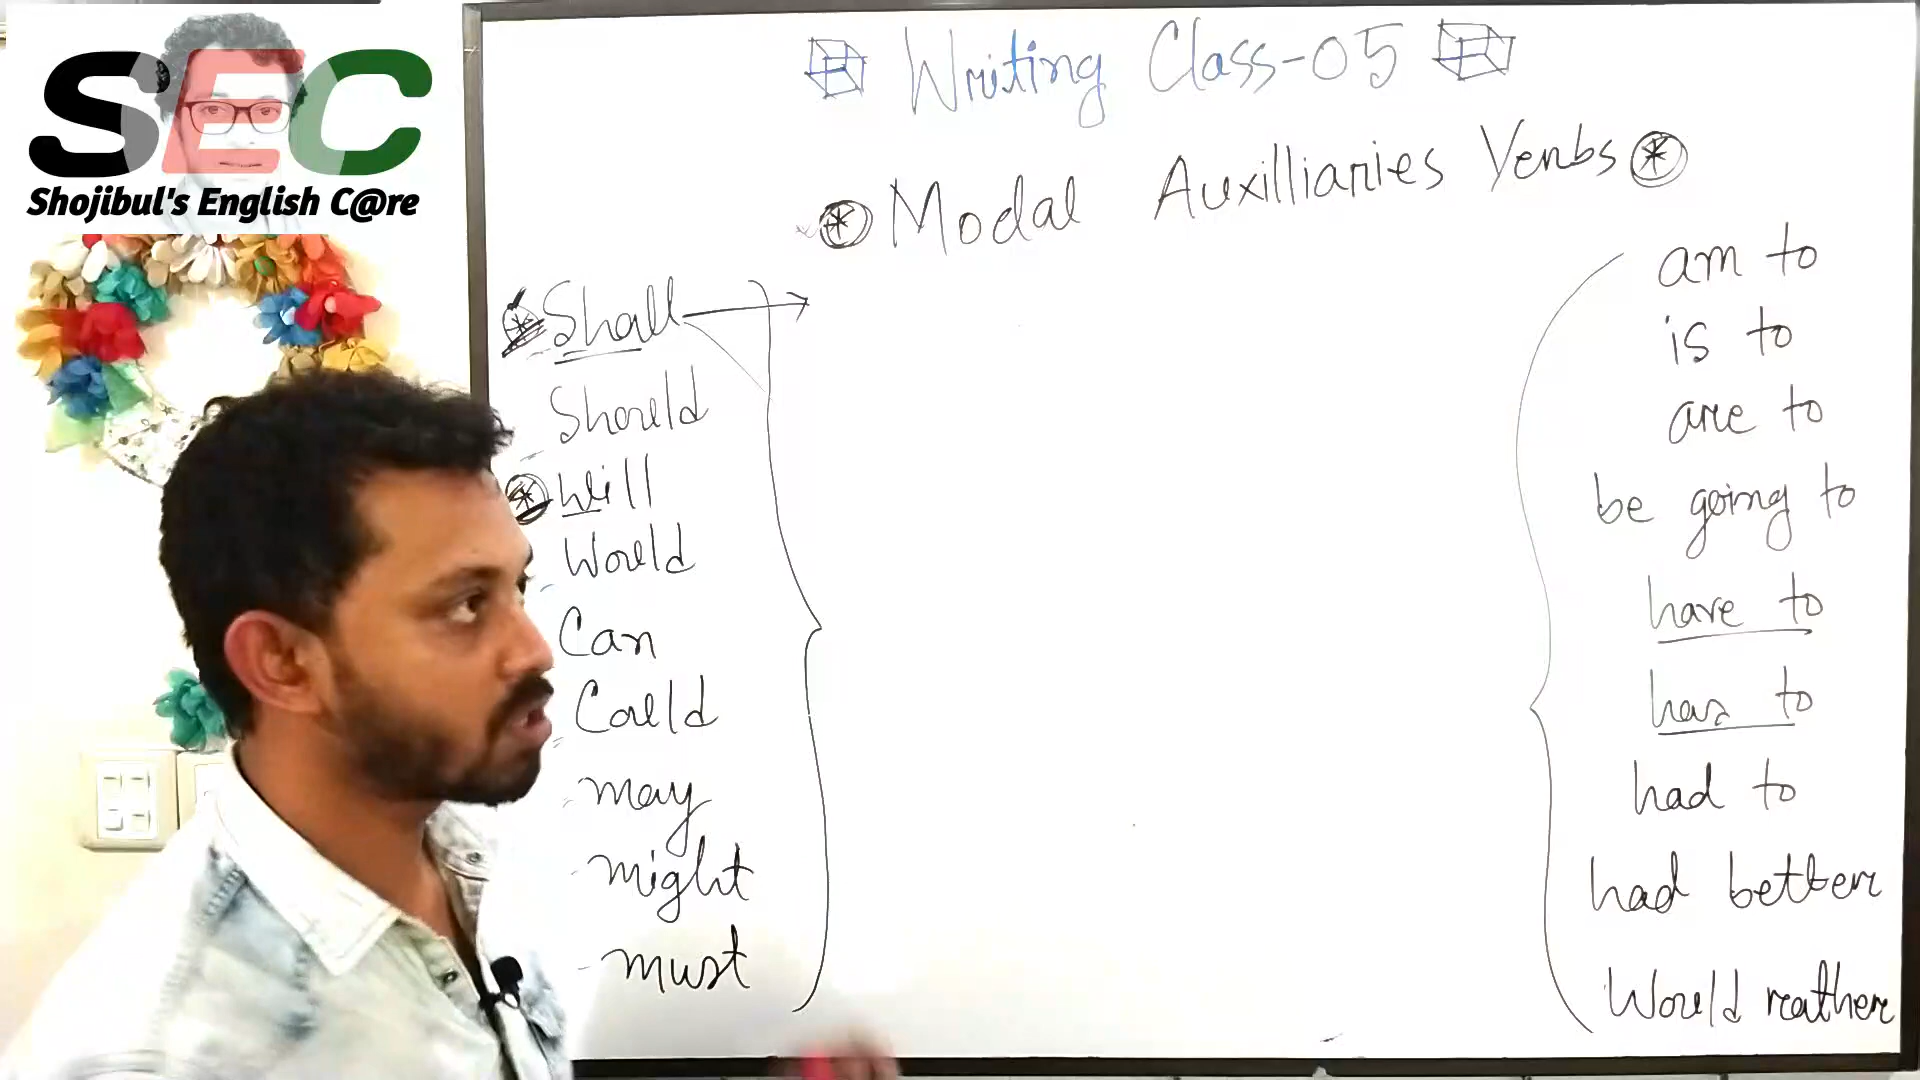 SEC
Shojibul's English C@re
Writing Class-05
Modal Auxilliaries Verbs
Shall
Should
Will
Would
Can
Could
may
might
must
am to
is to
are to
be going to
have to
has to
had to
had better
Would rather